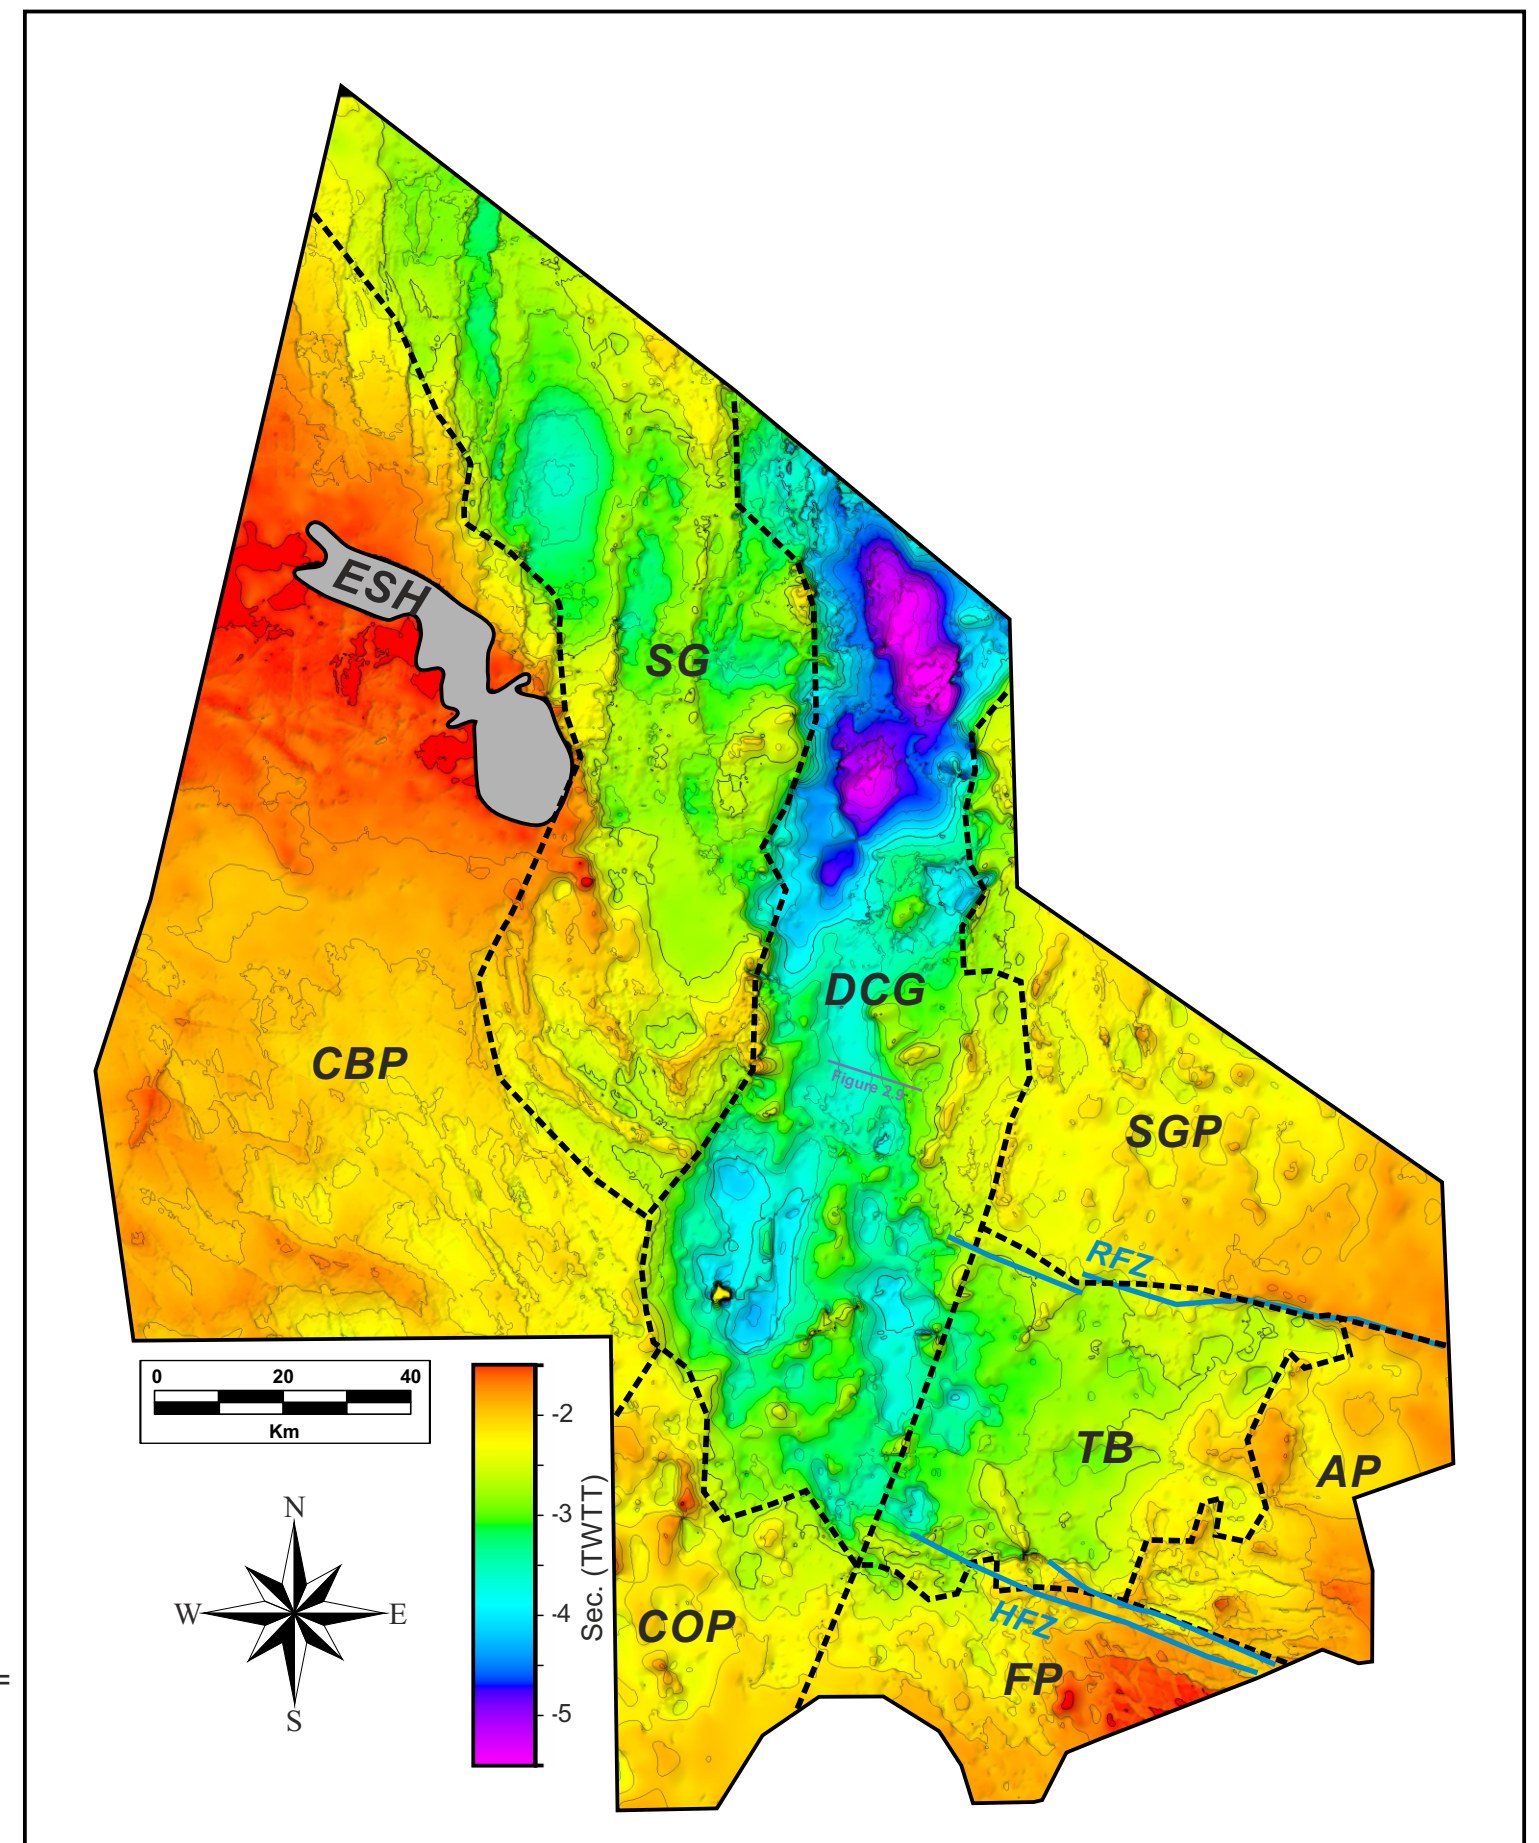 ESH
SG
DCG
CBP
Figure 2.9
SGP
RFZ
0 20 40
Km
-2
-3
-4
-5
Sec. (TWTT)
TB
AP
N
W E
S
COP
HFZ
FP
=